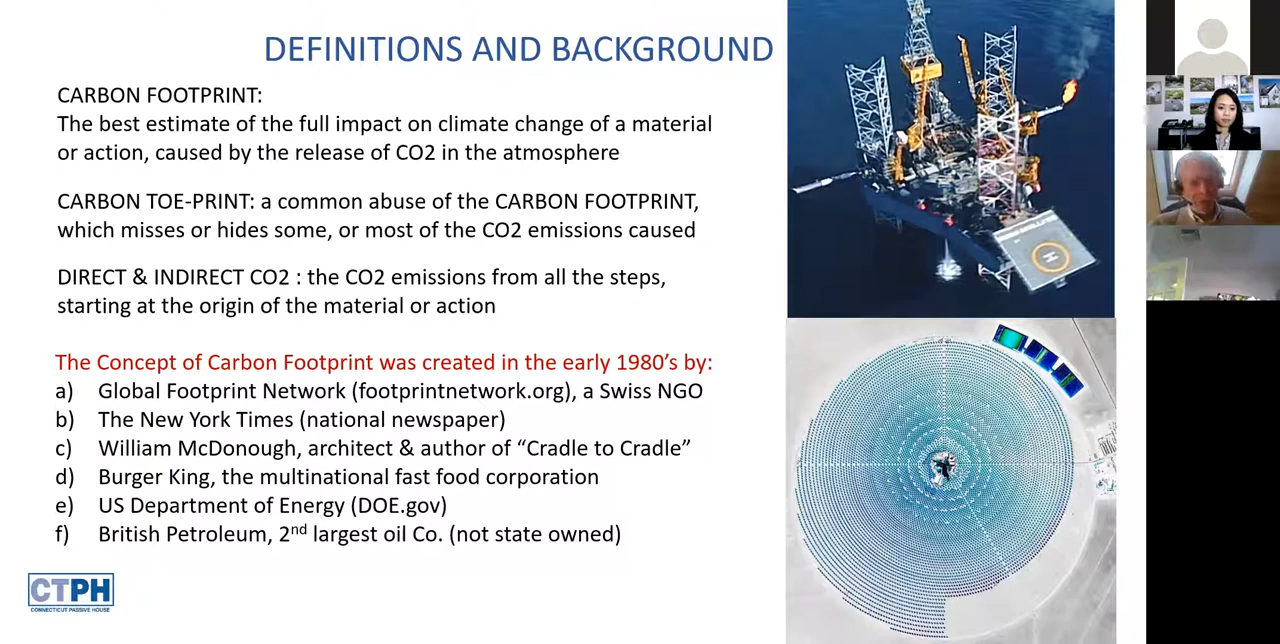 DEFINITIONS AND BACKGROUND
CARBON FOOTPRINT:
The best estimate of the full impact on climate change of a material
or action, caused by the release of CO2 in the atmosphere
CARBON TOE-PRINT: a common abuse of the CARBON FOOTPRINT,
which misses or hides some, or most of the CO2 emissions caused
DIRECT & INDIRECT CO2 : the CO2 emissions from all the steps,
starting at the origin of the material or action
The Concept of Carbon Footprint was created in the early 1980's by:
a) Global Footprint Network (footprintnetwork.org), a Swiss NGO
b) The New York Times (national newspaper)
c) William McDonough, architect & author of “Cradle to Cradle”
d) Burger King, the multinational fast food corporation
e) US Department of Energy (DOE.gov)
f) British Petroleum, 2nd largest oil Co. (not state owned)
CTPH
CONNECTICUT PASSIVE HOUSE
H